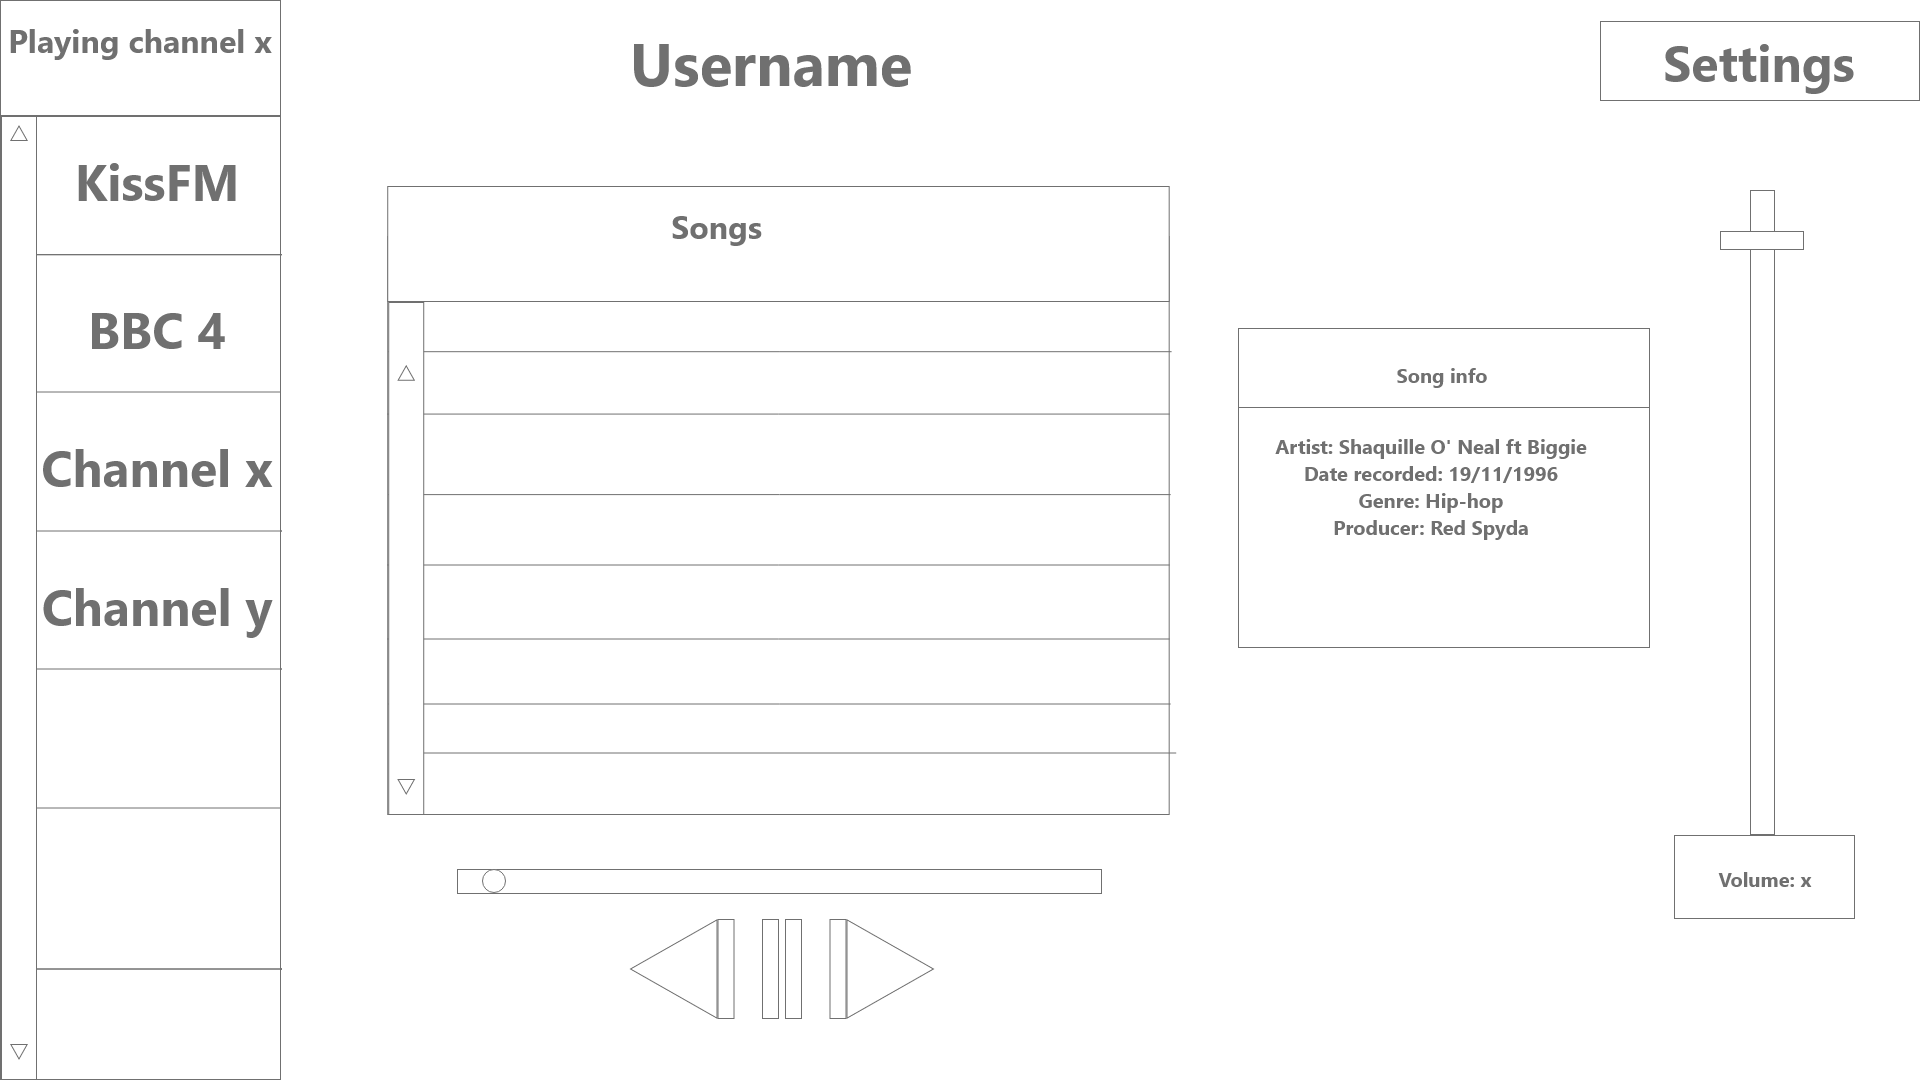 Playing channel x
Username
Settings
KissFM
BBC 4
Channel x
Channel y
Songs
Song info
Artist: Shaquille O' Neal ft Biggie
Date recorded: 19/11/1996
Genre: Hip-hop
Producer: Red Spyda
Volume: x